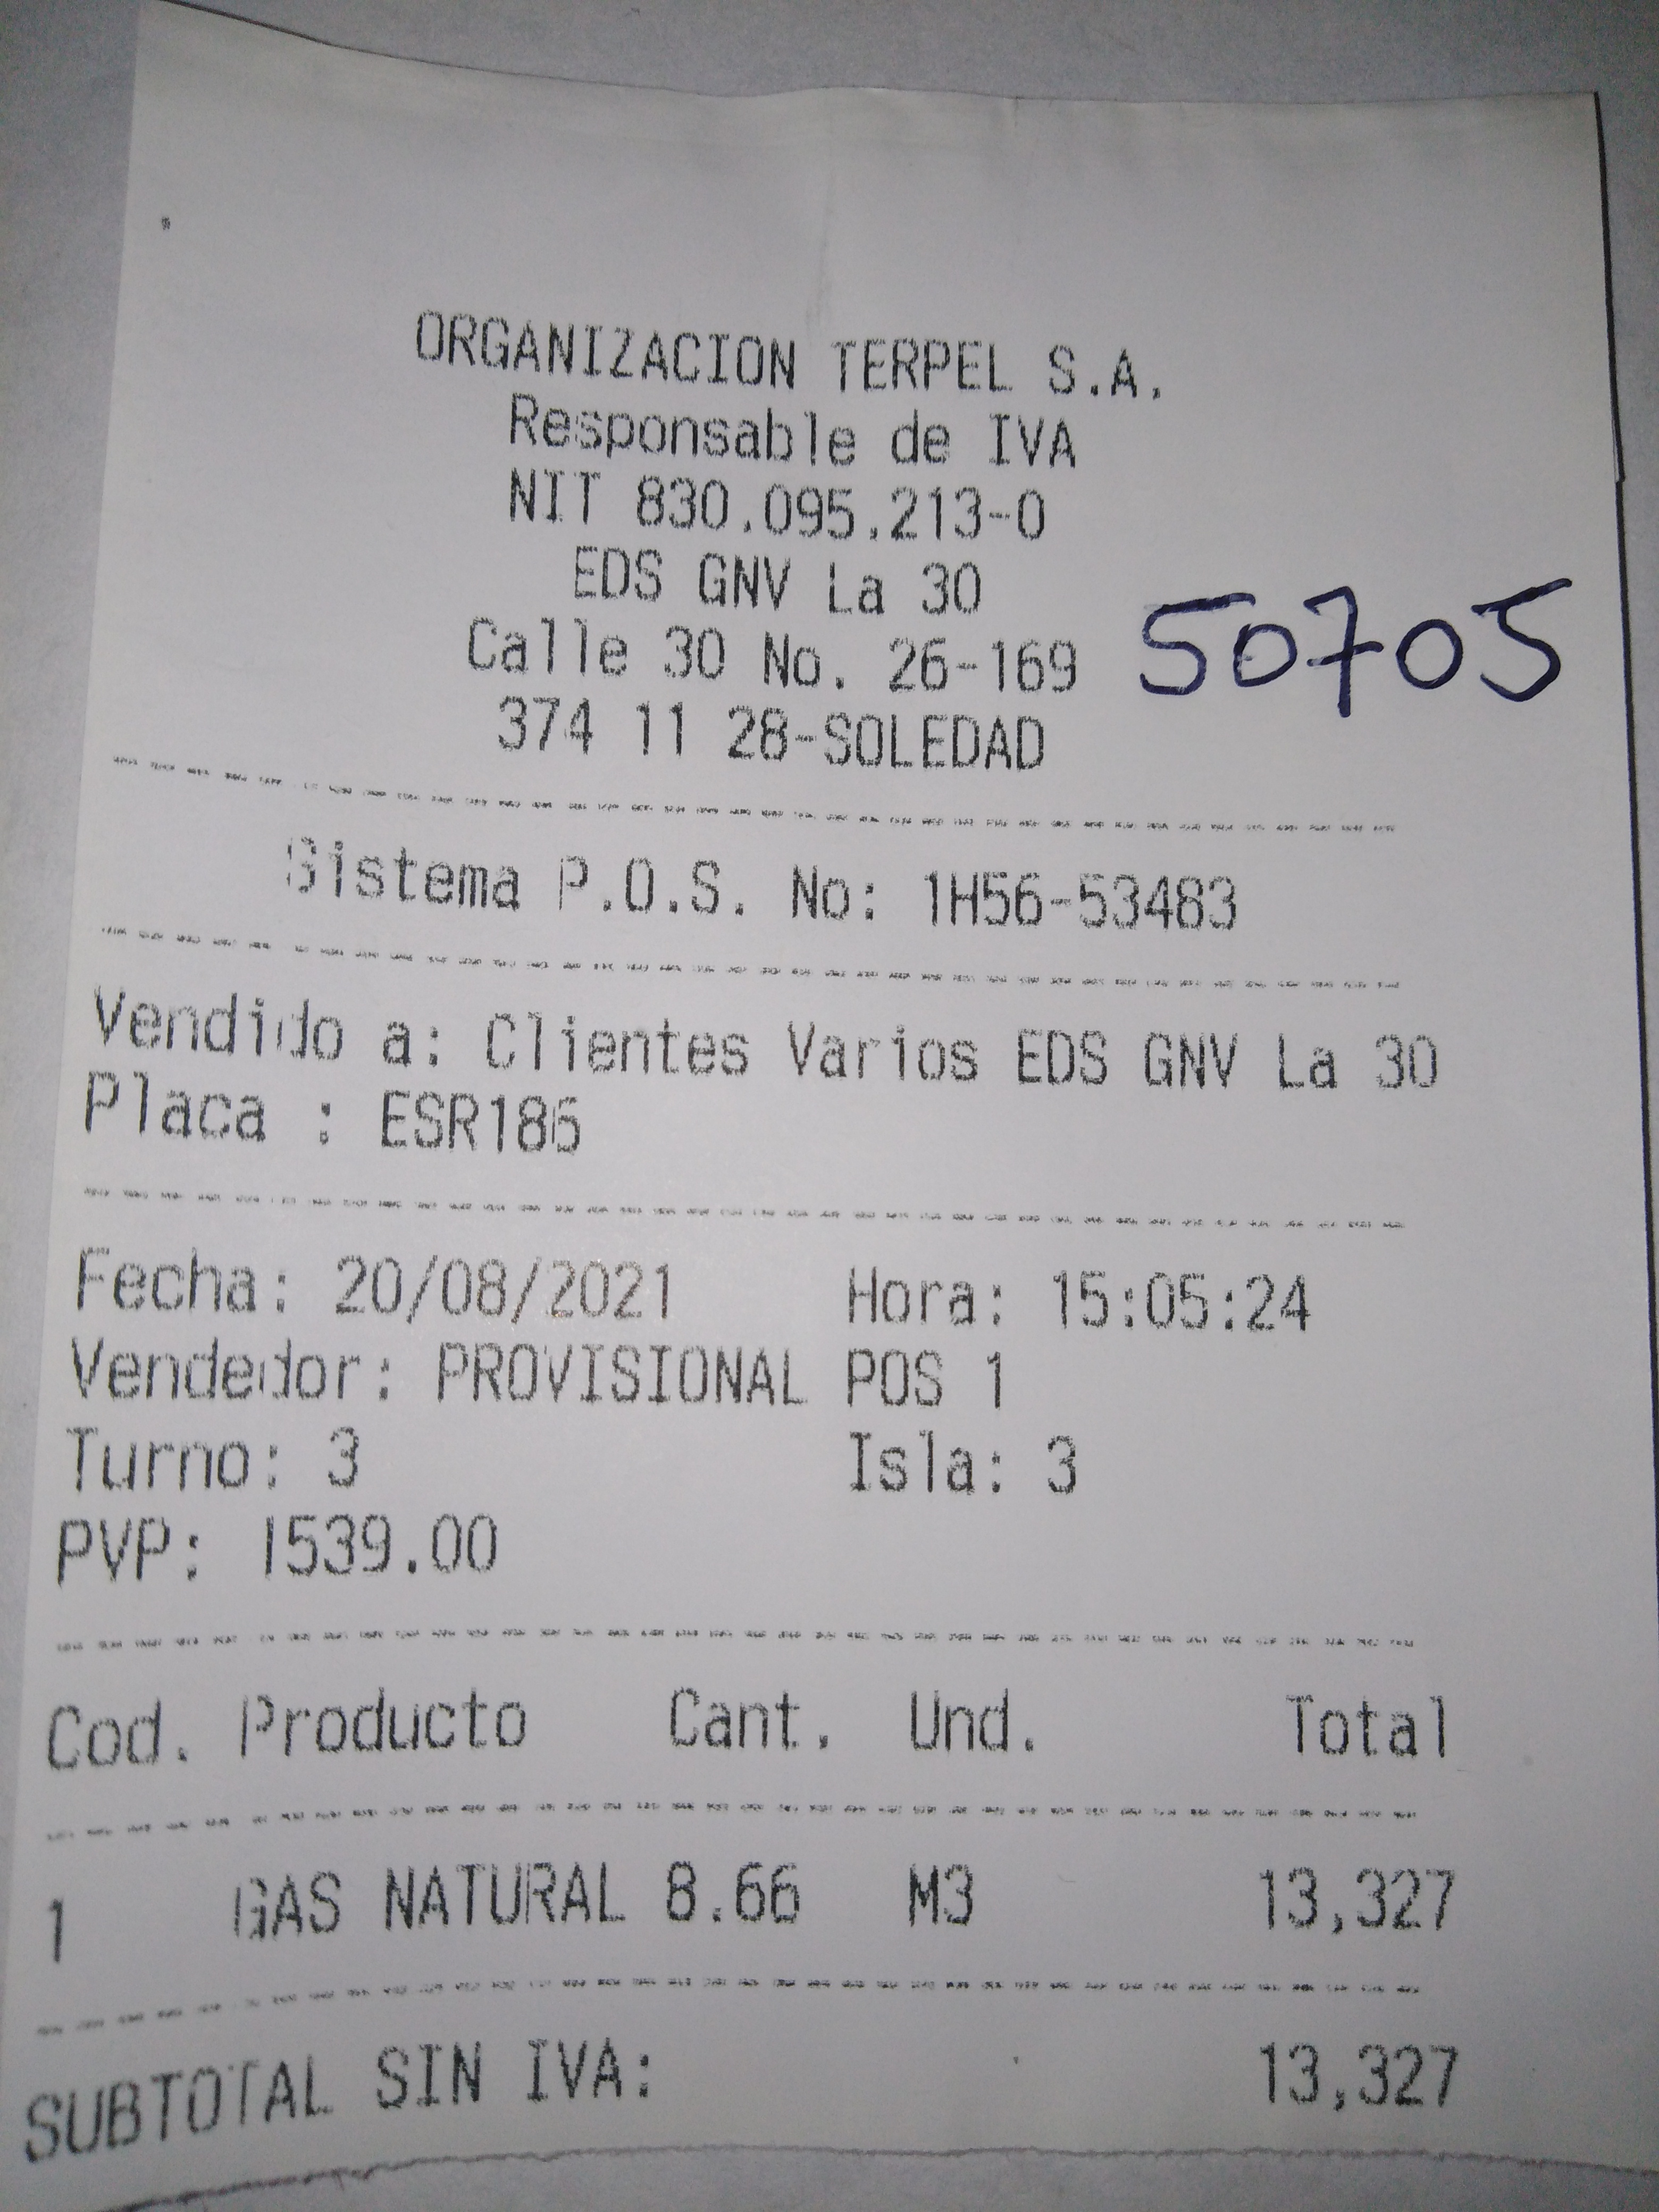 ORGANIZACION TERPEL S.A.
Responsable de IVA
NIT 830.095.213-0
EDS GNV La 30
Calle 30 No. 26-169
50705
374 11 28-SOLEDAD
Sistema P.O.S. No: 1H56-53483
Vendido a: Clientes Varios EDS GNV La 30
Placa : ESR186
Fecha: 20/08/2021 Hora: 15:05:24
Vendedor: PROVISIONAL POS 1
Turno: 3 Isla: 3
PVP: 1539.00
Cod. Producto Cant. Und. Total
1 GAS NATURAL 8.66 M3 13,327
SUBTOTAL SIN IVA: 13,327